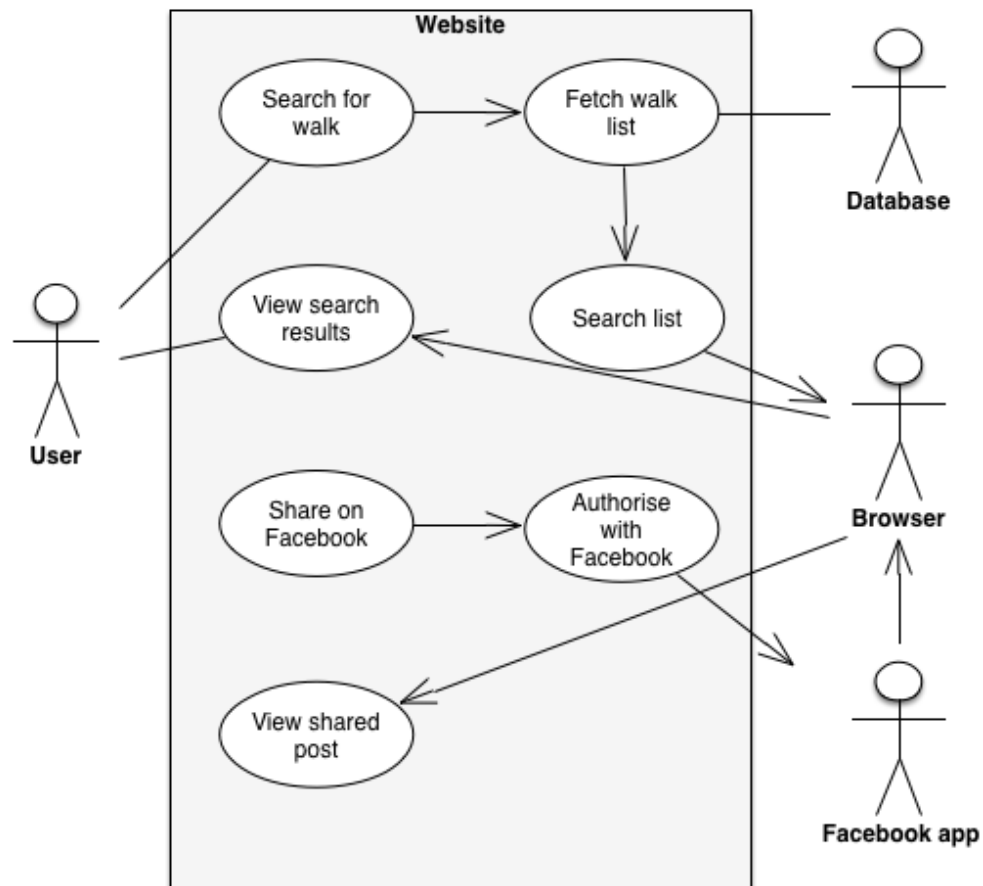 Website
Search for
walk
Fetch walk
list
Database
View search
results
Search list
User
Browser
Share on
Facebook
Authorise
with
Facebook
View shared
post
Facebook app